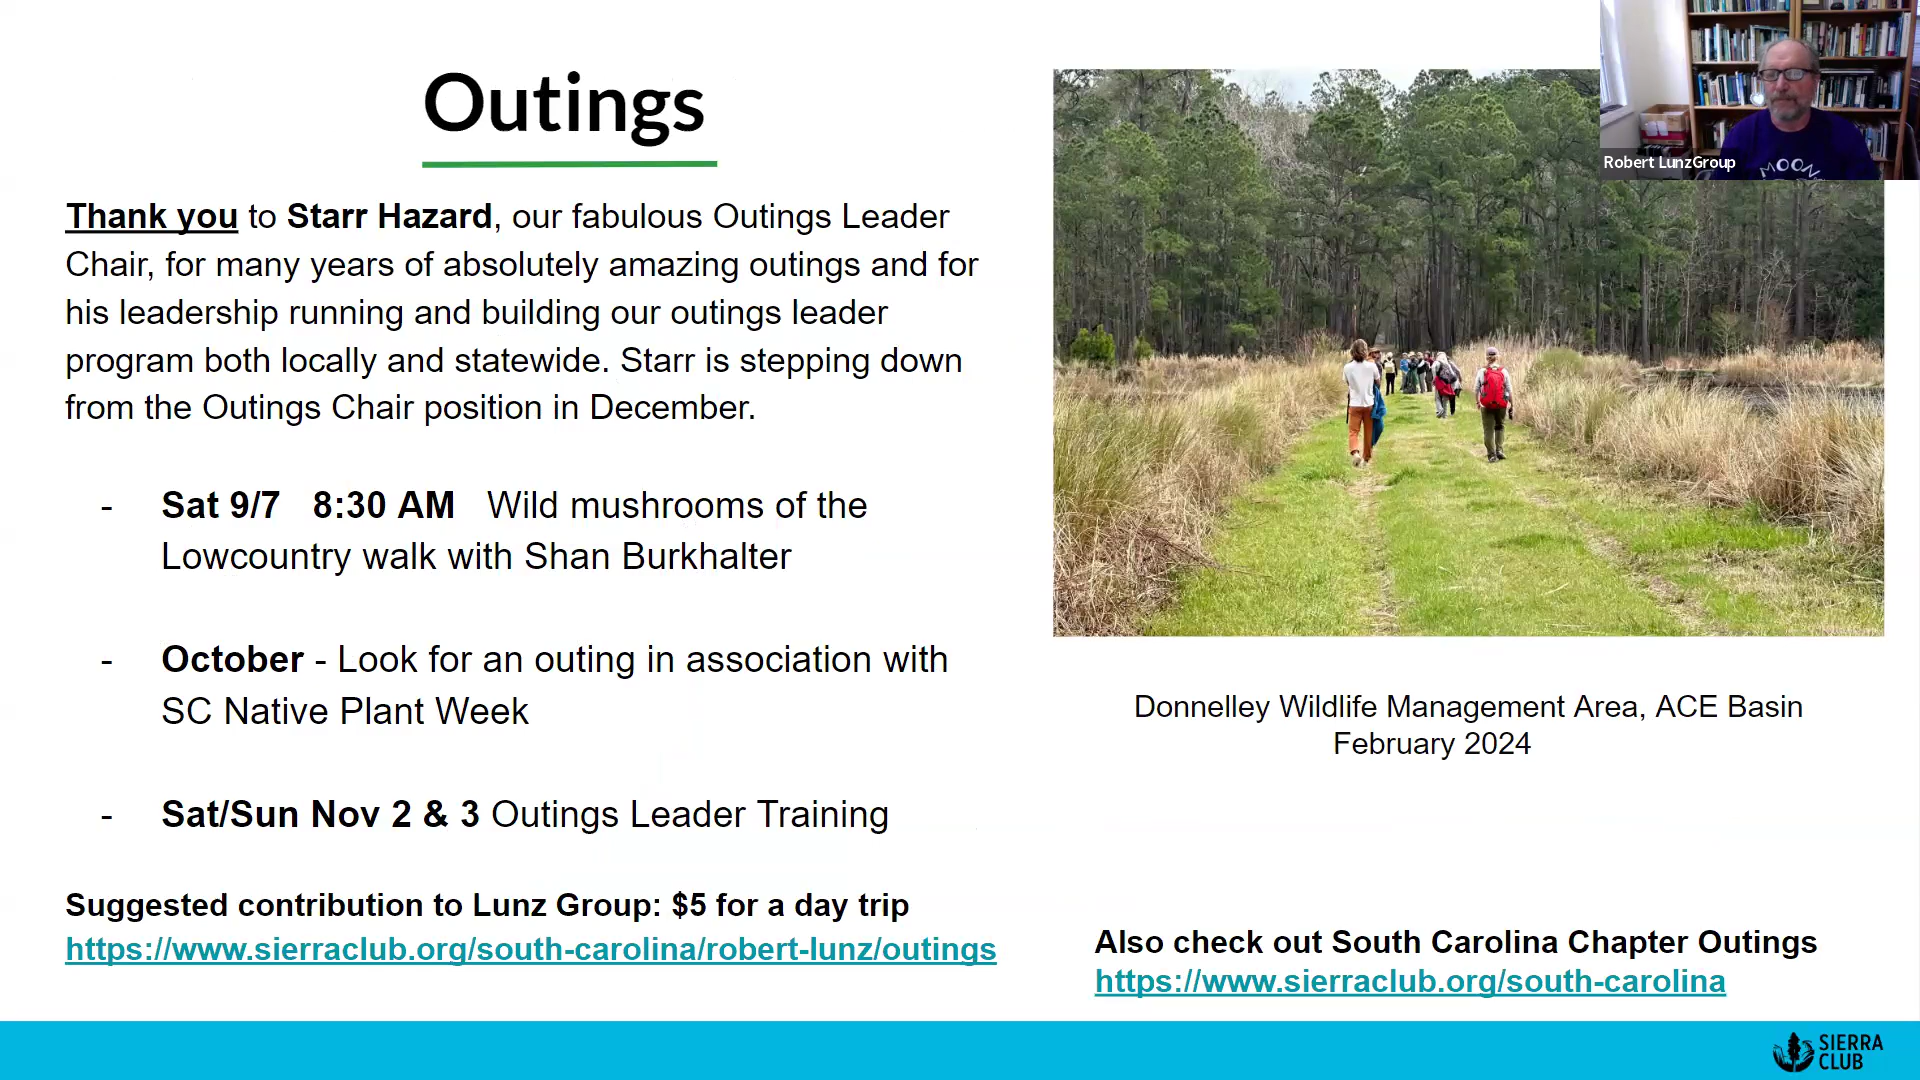 Outings
Thank you to Starr Hazard, our fabulous Outings Leader
Chair, for many years of absolutely amazing outings and for
his leadership running and building our outings leader
program both locally and statewide. Starr is stepping down
from the Outings Chair position in December.
- Sat 9/7 8:30 AM Wild mushrooms of the
Lowcountry walk with Shan Burkhalter
- October - Look for an outing in association with
SC Native Plant Week
- Sat/Sun Nov 2 & 3 Outings Leader Training
Suggested contribution to Lunz Group: $5 for a day trip
https://www.sierraclub.org/south-carolina/robert-lunz/outings
Robert LunzGroup
MOON
Donnelley Wildlife Management Area, ACE Basin
February 2024
Also check out South Carolina Chapter Outings
https://www.sierraclub.org/south-carolina
SIERRA
CLUB